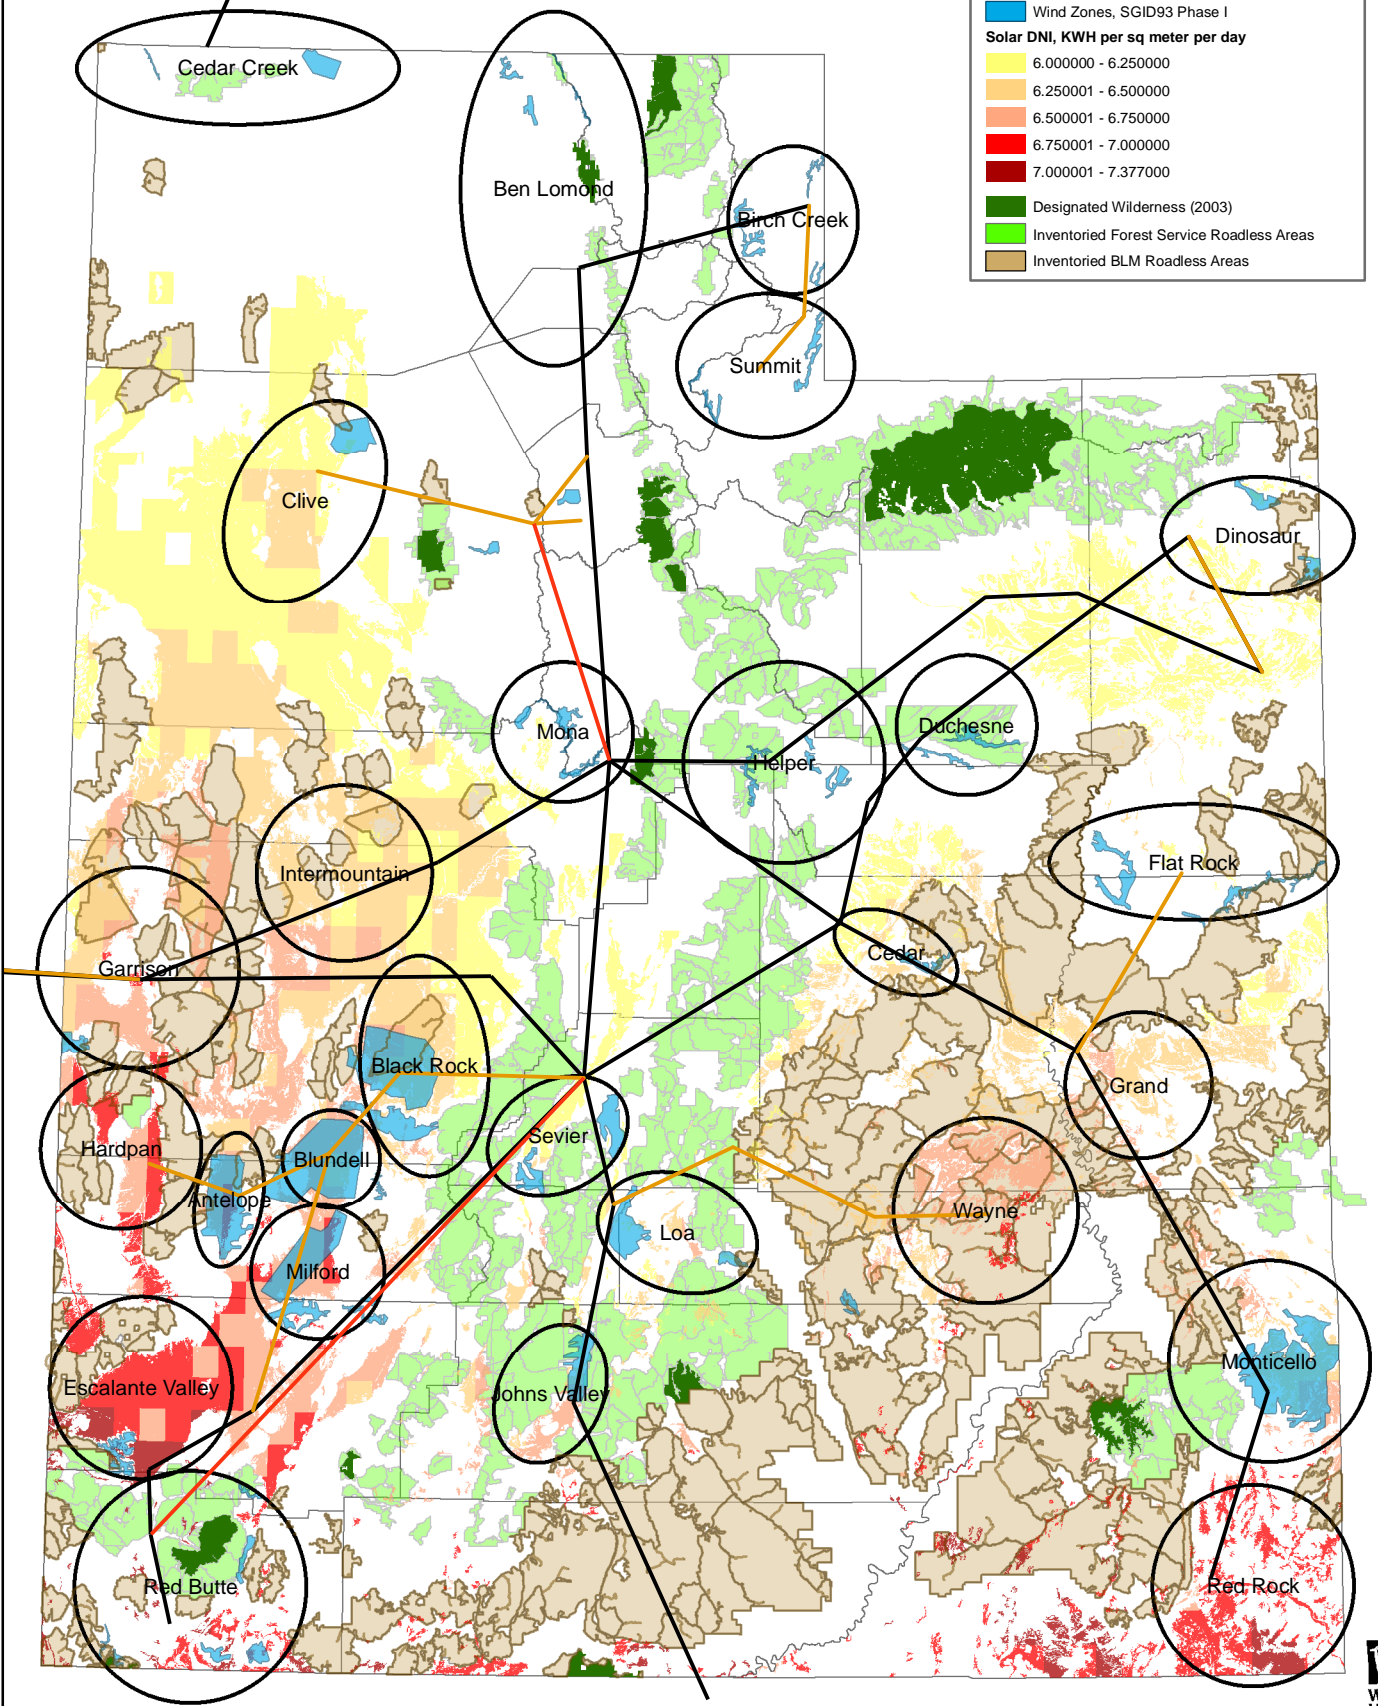 Wind Zones, SGID93 Phase I
Solar DNI, KWH per sq meter per day
6.000000 - 6.250000
6.250001 - 6.500000
6.500001 - 6.750000
6.750001 - 7.000000
7.000001 - 7.377000
Designated Wilderness (2003)
Inventoried Forest Service Roadless Areas
Inventoried BLM Roadless Areas
Cedar Creek
Ben Lomond
Birch Creek
Summit
Clive
Dinosaur
Mona
Helper
Duchesne
Intermountain
Flat Rock
Garrison
Cedar
Black Rock
Grand
Hardpan
Blundell
Sevier
Antelope
Wayne
Loa
Milford
Escalante Valley
Johns Valley
Monticello
Red Butte
Red Rock